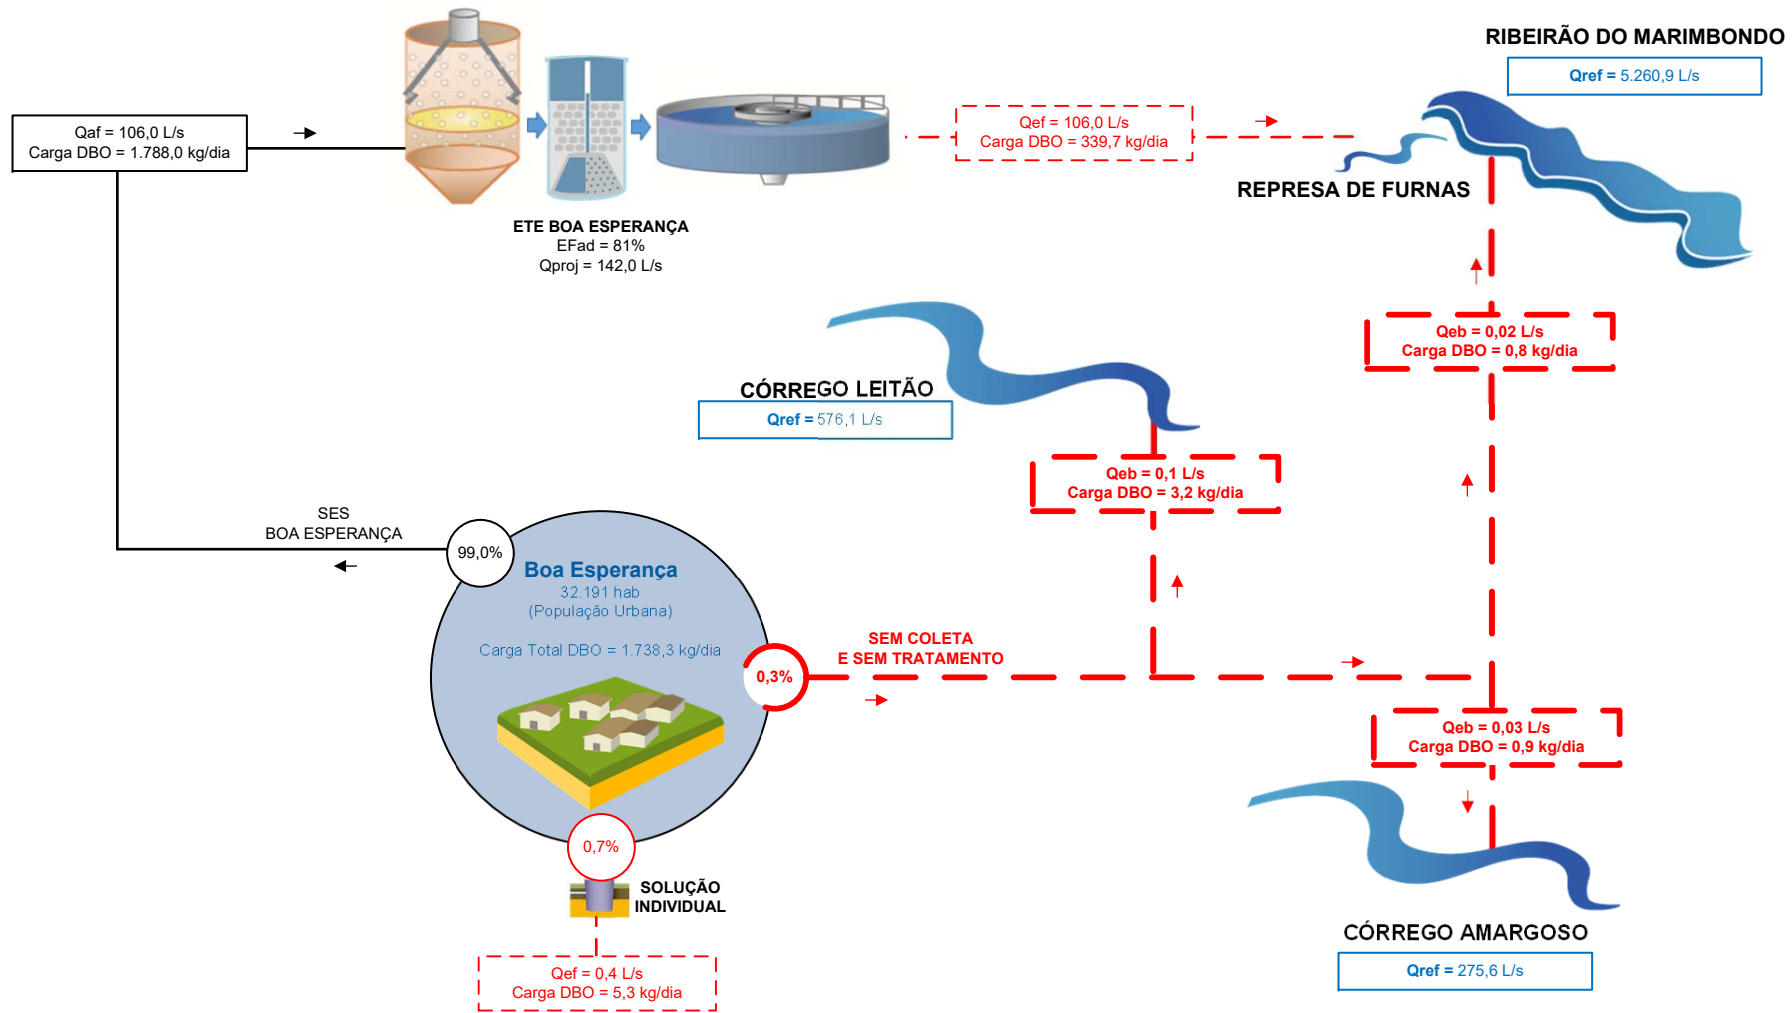 RIBEIRÃO DO MARIMBONDO
Qref = 5.260,9 L/s
Qaf = 106,0 L/s
Carga DBO = 1.788,0 kg/dia
Qef = 106,0 L/s
Carga DBO = 339,7 kg/dia
REPRESA DE FURNAS
ETE BOA ESPERANÇA
EFad = 81%
Qproj = 142,0 L/s
Qeb = 0,02 L/s
Carga DBO = 0,8 kg/dia
CÓRREGO LEITÃO
Qref = 576,1 L/s
Qeb = 0,1 L/s
Carga DBO = 3,2 kg/dia
SES
BOA ESPERANÇA
99,0%
Boa Esperança
32.191 hab
(População Urbana)
Carga Total DBO = 1.738,3 kg/dia
SEM COLETA
E SEM TRATAMENTO
0,3%
Qeb = 0,03 L/s
Carga DBO = 0,9 kg/dia
0,7%
SOLUÇÃO
INDIVIDUAL
CÓRREGO AMARGOSO
Qref = 275,6 L/s
Qef = 0,4 L/s
Carga DBO = 5,3 kg/dia